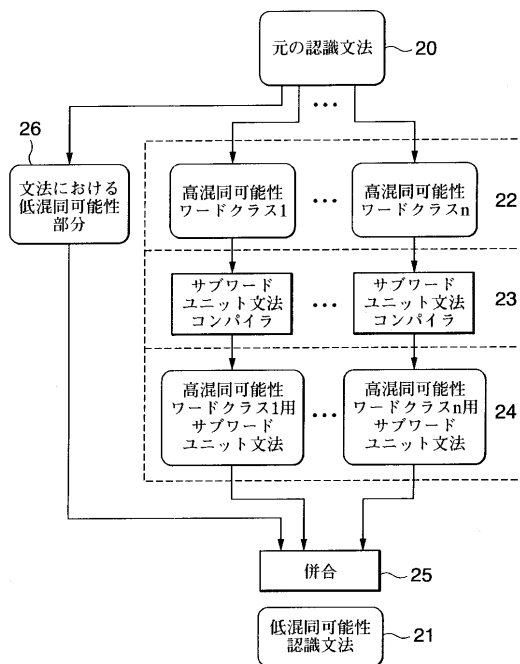 元の認識文法
20
...
26
文法における
低混同可能性
部分
高混同可能性
ワードクラス1
...
高混同可能性
ワードクラスn
22
サブワード
ユニット文法
コンパイラ
...
サブワード
ユニット文法
コンパイラ
23
高混同可能性
ワードクラス1用
サブワード
ユニット文法
...
高混同可能性
ワードクラスn用
サブワード
ユニット文法
24
併合
25
低混同可能性
認識文法
21